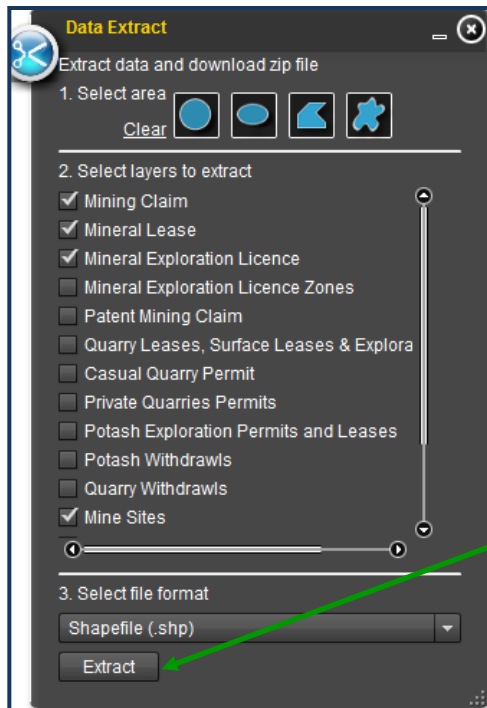 Data Extract
Extract data and download zip file
1. Select area
Clear
2. Select layers to extract
Mining Claim
Mineral Lease
Mineral Exploration Licence
Mineral Exploration Licence Zones
Patent Mining Claim
Quarry Leases, Surface Leases & Explora
Casual Quarry Permit
Private Quarries Permits
Potash Exploration Permits and Leases
Potash Withdrawls
Quarry Withdrawls
Mine Sites
3. Select file format
Shapefile (.shp)
Extract